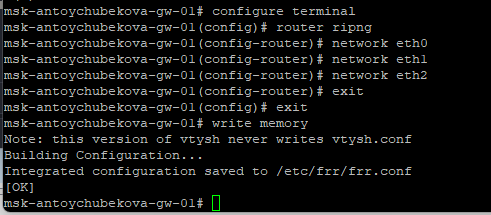 msk-antoychubekova-gw-01# configure terminal
msk-antoychubekova-gw-01(config)# router ripng
msk-antoychubekova-gw-01(config-router)# network eth0
msk-antoychubekova-gw-01(config-router)# network eth1
msk-antoychubekova-gw-01(config-router)# network eth2
msk-antoychubekova-gw-01(config-router)# exit
msk-antoychubekova-gw-01(config)# exit
msk-antoychubekova-gw-01# write memory
Note: this version of vtysh never writes vtysh.conf
Building Configuration...
Integrated configuration saved to /etc/frr/frr.conf
[OK]
msk-antoychubekova-gw-01#